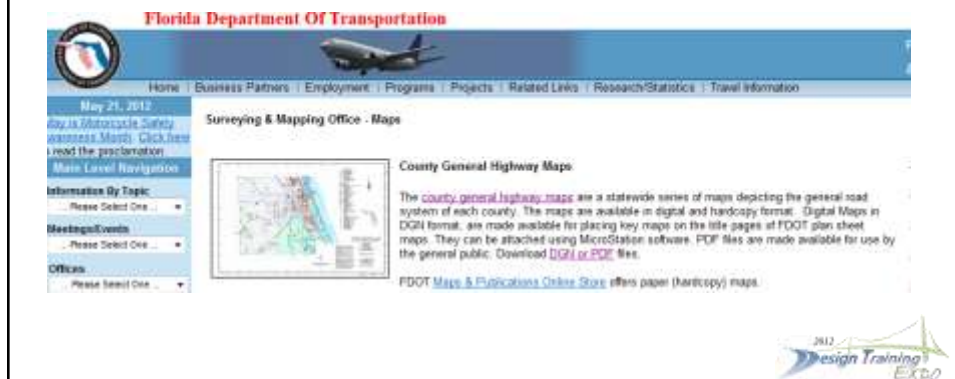 Florida Department Of Transportation
Home | Business Partners | Employment | Programs | Projects | Related Links | Research/Statistics | Travel Information
May 21, 2012
is Motorcycle Safety
Month. Click here
read the proclamation
Main Level Navigation
Information By Topic
.. Please Select One ..
Meetings/Events
.. Please Select One ..
Offices
.. Please Select One ..
Surveying & Mapping Office - Maps
County General Highway Maps
The county general highway maps are a statewide series of maps depicting the general road
system of each county. The maps are available in digital and hardcopy format. Digital Maps in
DGN format, are made available for placing key maps on the title pages of FDOT plan sheet
maps. They can be attached using MicroStation software. PDF files are made available for use by
the general public. Download DGN or PDF files.
FDOT Maps & Publications Online Store offers paper (hardcopy) maps.
2012
Design Training
EXPO